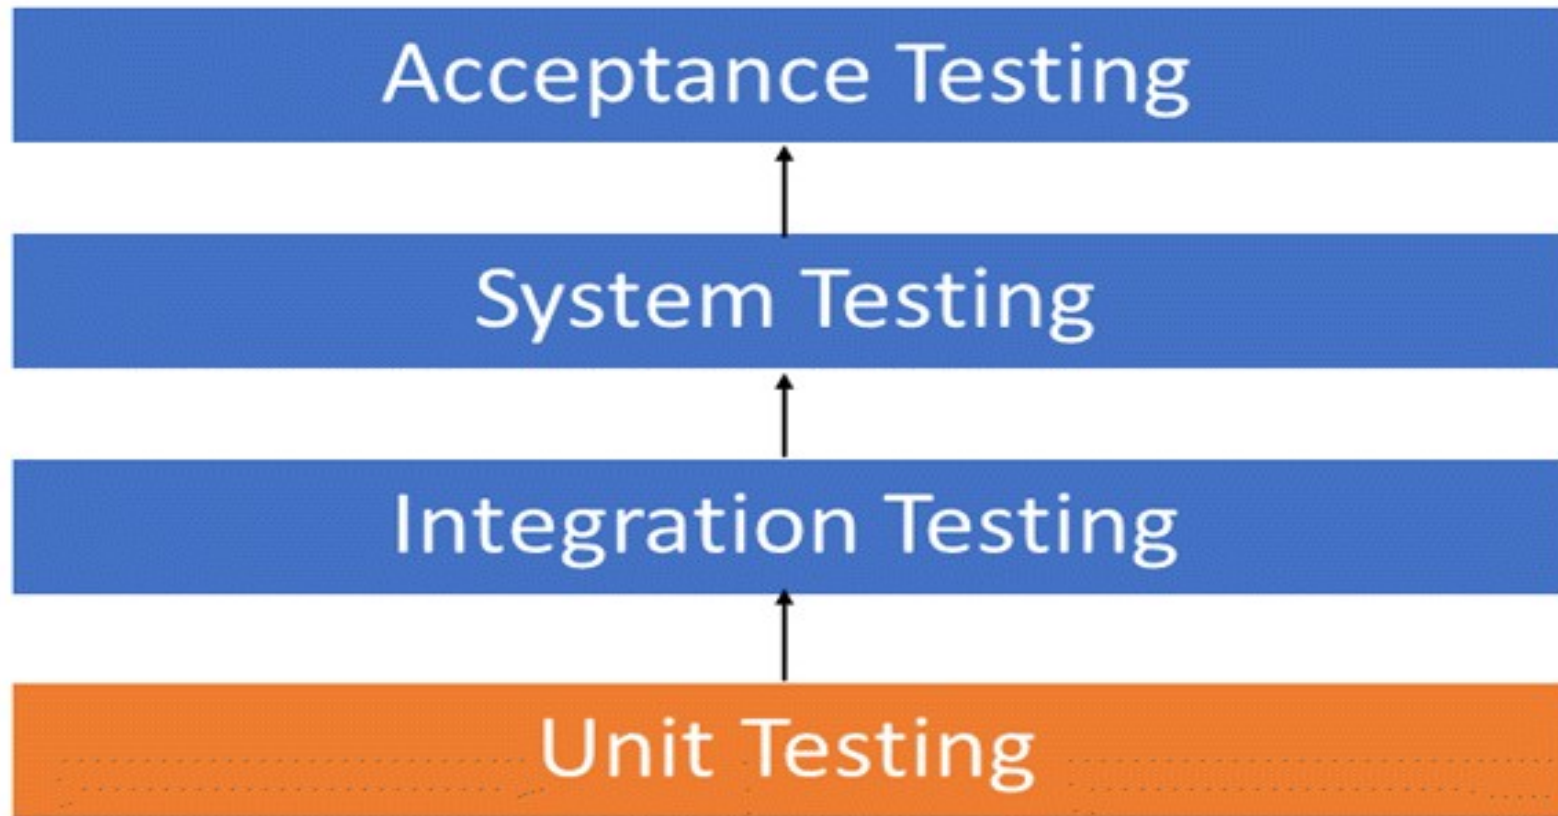 Acceptance Testing
System Testing
Integration Testing
Unit Testing